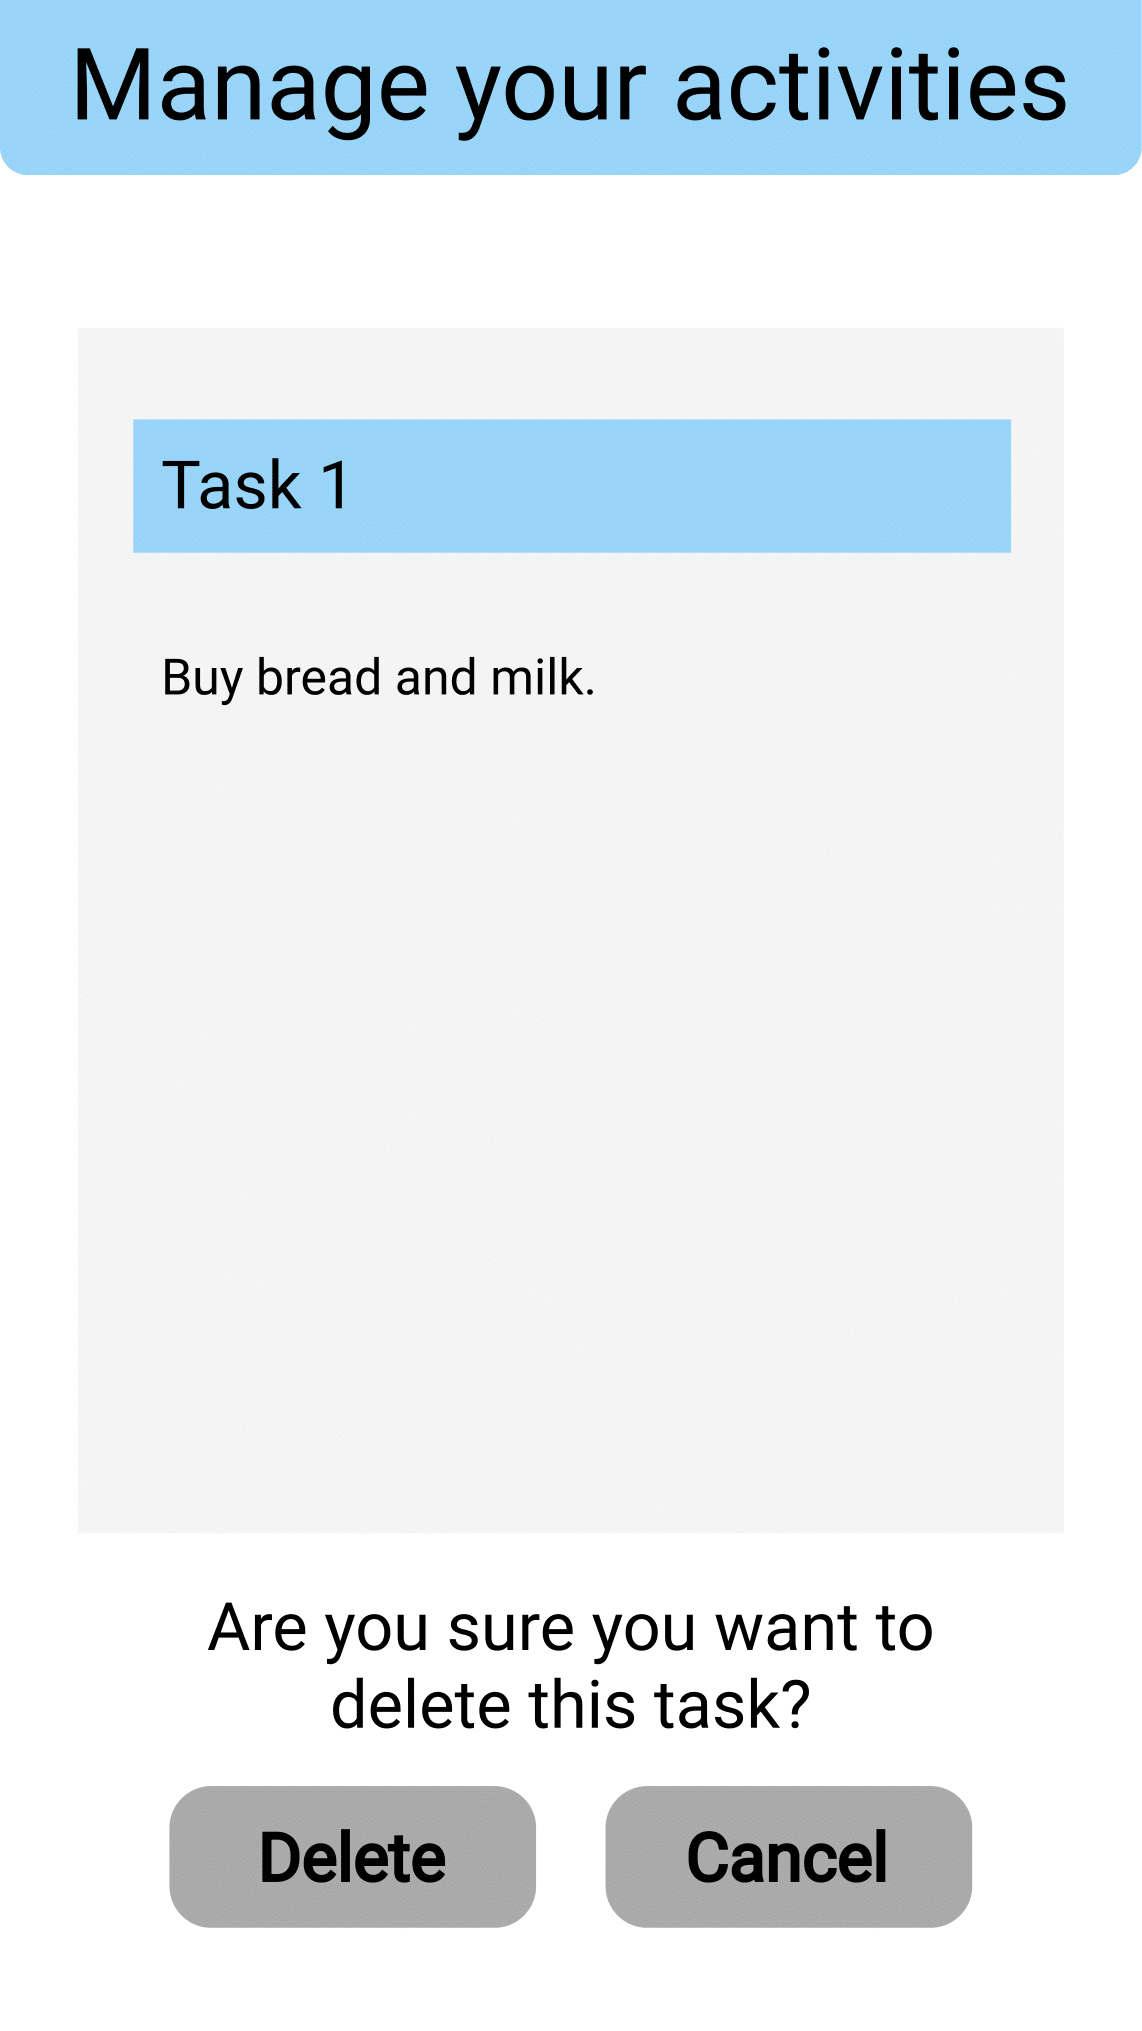 Manage your activities
Task 1
Buy bread and milk.
Are you sure you want to
delete this task?
Delete
Cancel